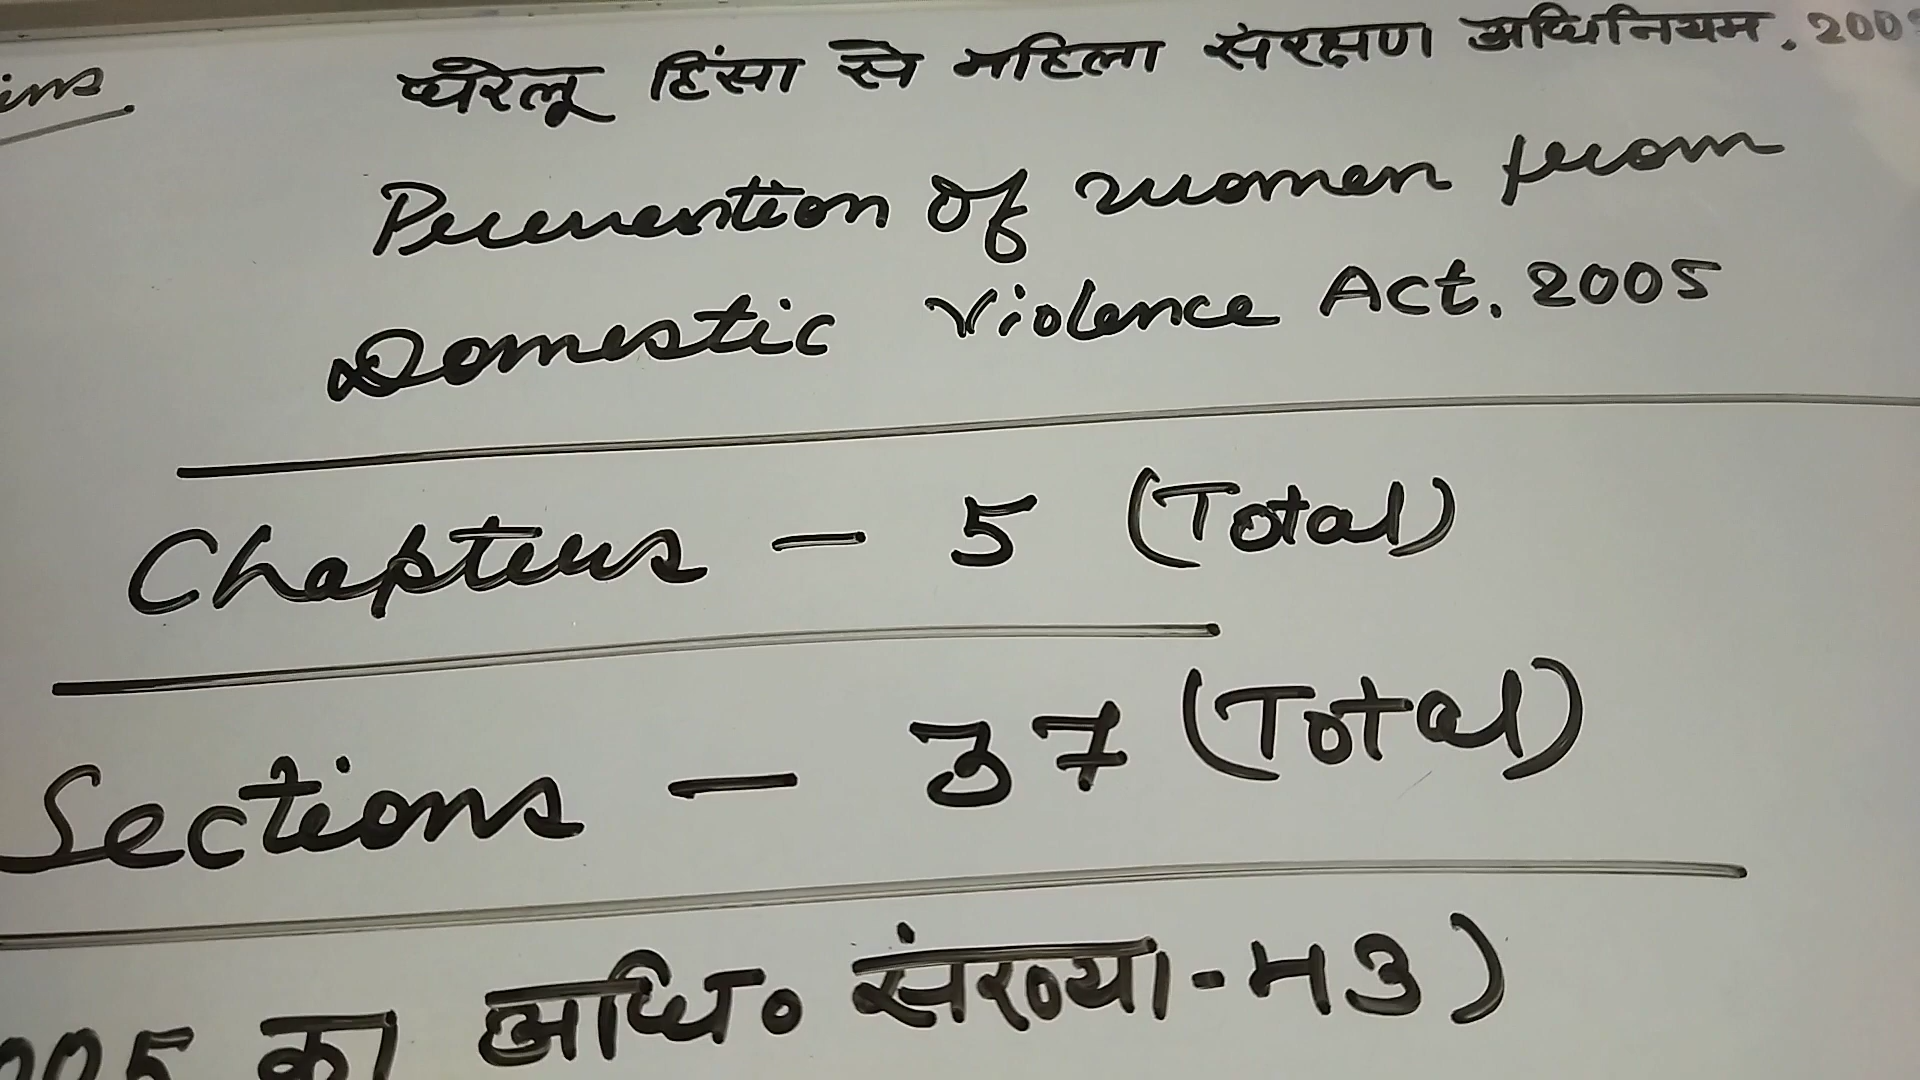 घरेलू हिंसा से महिला संरक्षण अधिनियम, 200
Prevention of women from
Domestic Violence Act, 2005
Chapters - 5 (Total)
Sections - 37 (Total)
005 का अधि० संख्या - 43)